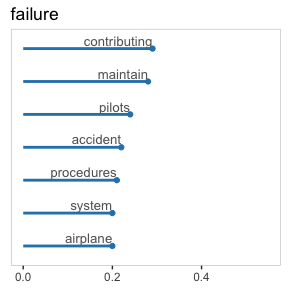 failure
contributing
maintain
pilots
accident
procedures
system
airplane
0.0 0.2 0.4